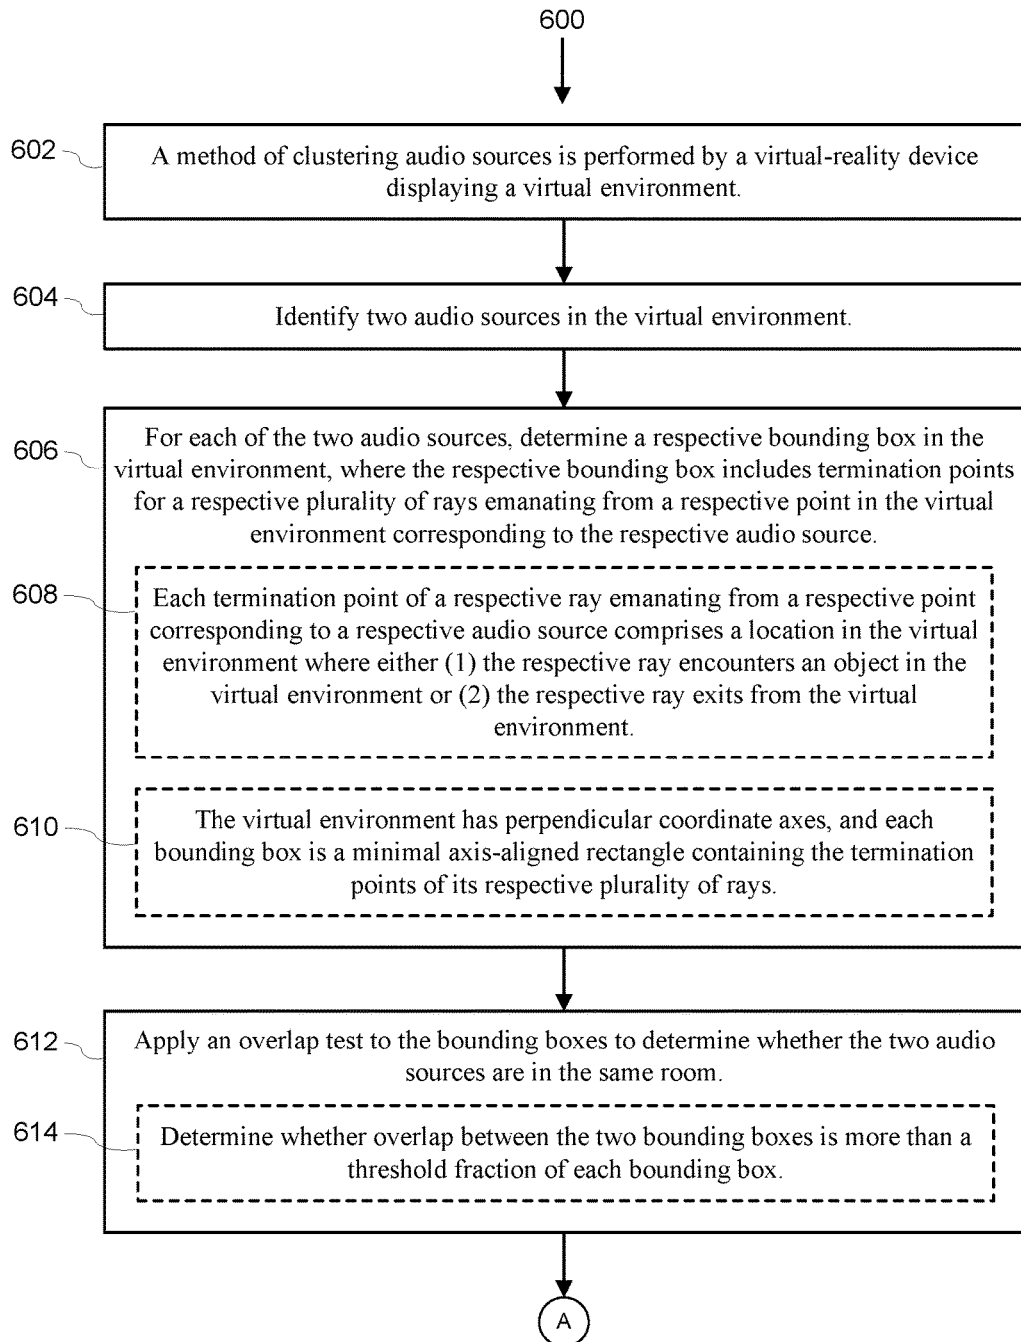 600
602
A method of clustering audio sources is performed by a virtual-reality device
displaying a virtual environment.
604
Identify two audio sources in the virtual environment.
606
For each of the two audio sources, determine a respective bounding box in the
virtual environment, where the respective bounding box includes termination points
for a respective plurality of rays emanating from a respective point in the virtual
environment corresponding to the respective audio source.
608
Each termination point of a respective ray emanating from a respective point
corresponding to a respective audio source comprises a location in the virtual
environment where either (1) the respective ray encounters an object in the
virtual environment or (2) the respective ray exits from the virtual
environment.
610
The virtual environment has perpendicular coordinate axes, and each
bounding box is a minimal axis-aligned rectangle containing the termination
points of its respective plurality of rays.
612
Apply an overlap test to the bounding boxes to determine whether the two audio
sources are in the same room.
614
Determine whether overlap between the two bounding boxes is more than a
threshold fraction of each bounding box.
A